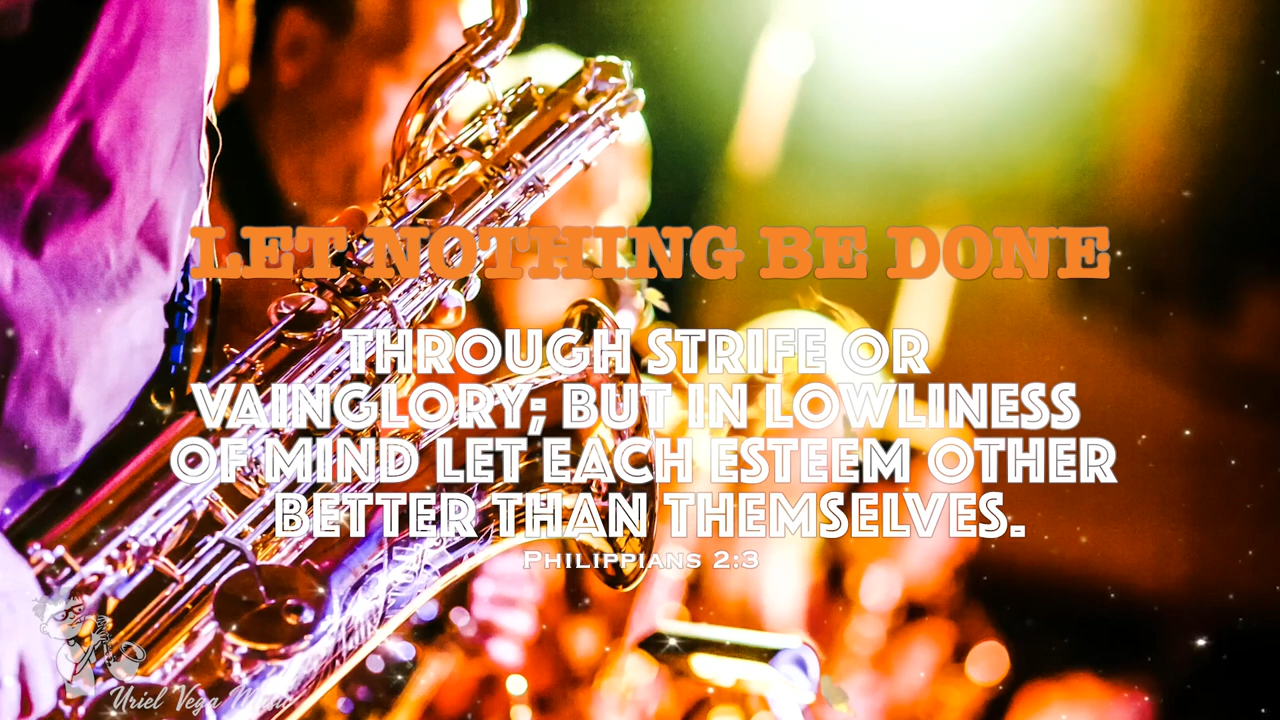 LET NOTHING BE DONE
THROUGH STRIFE OR
VAINGLORY; BUT IN LOWLINESS
OF MIND LET EACH ESTEEM OTHER
BETTER THAN THEMSELVES.
PHILIPPIANS 2:3
Uriel Vega Music